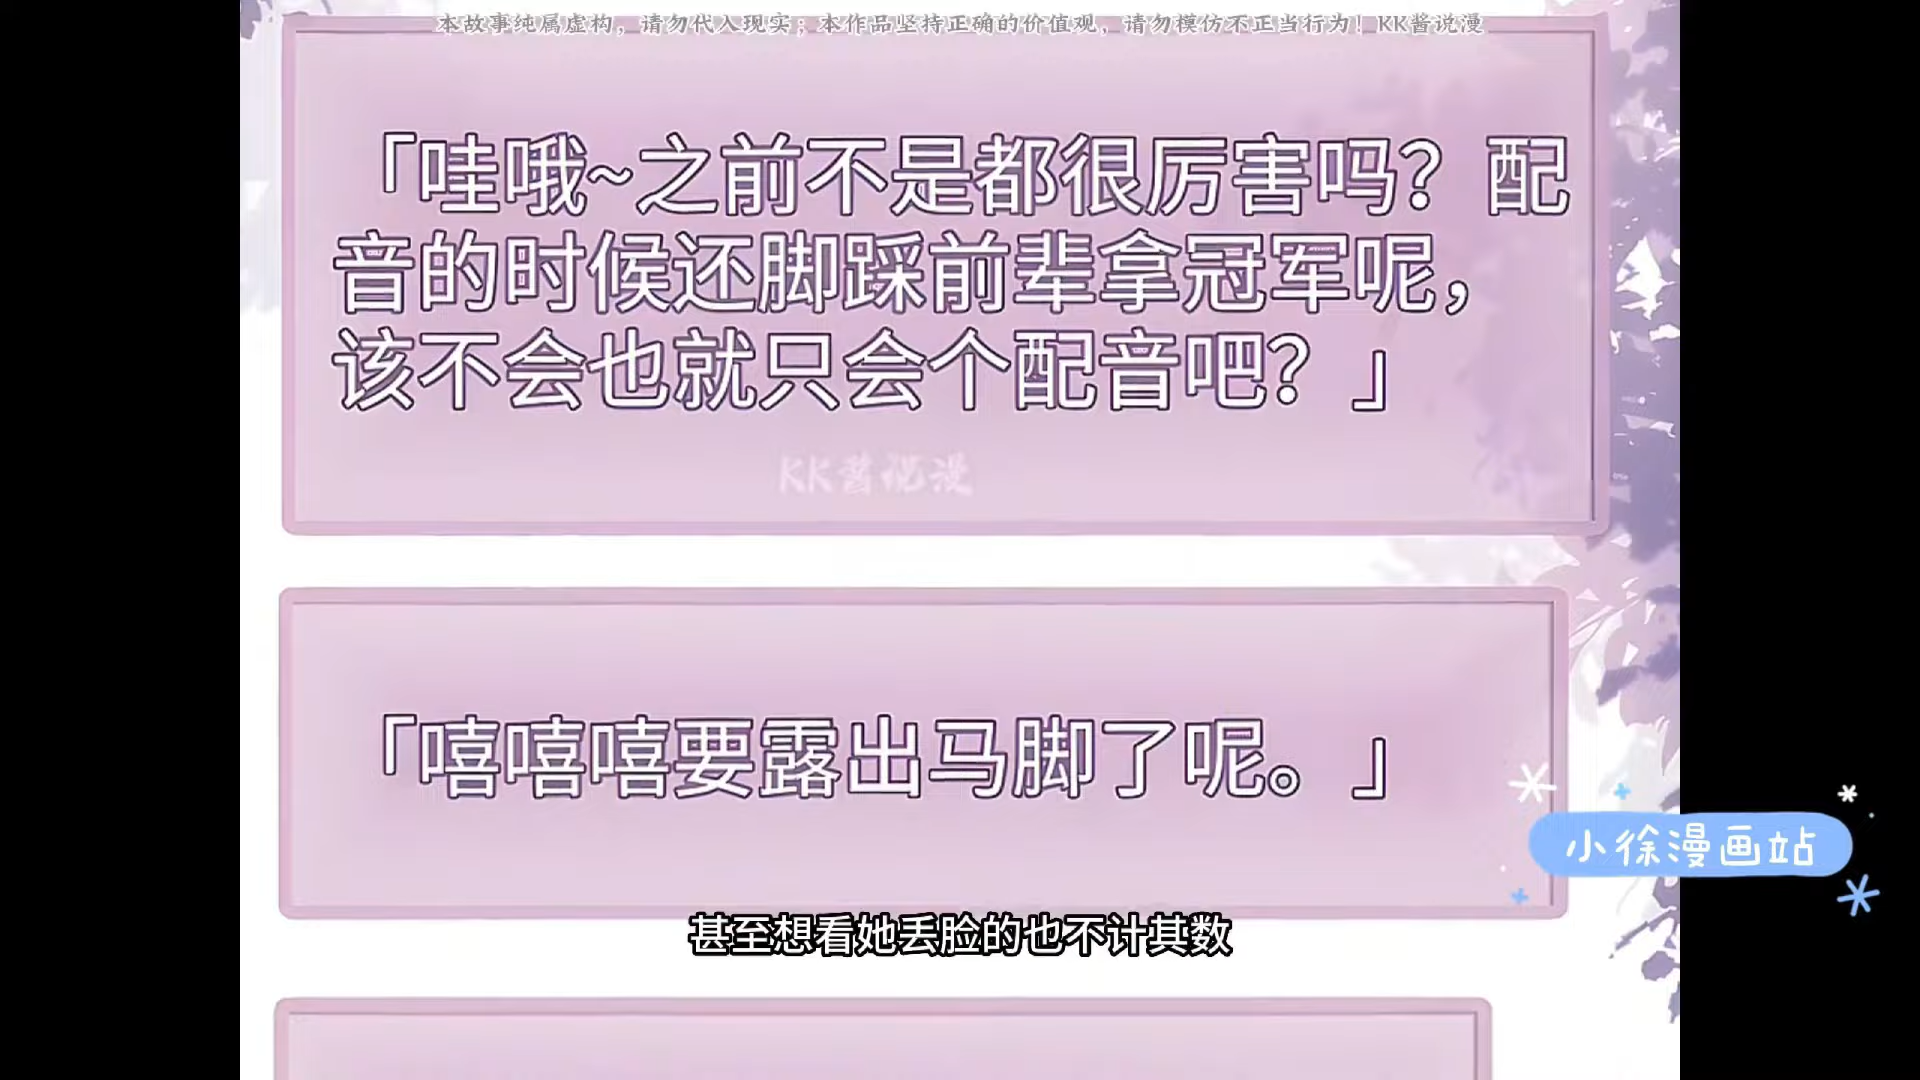 本故事纯属虚构，请勿代入现实；本作品坚持正确的价值观，请勿模仿不正当行为！KK酱说漫
「哇哦~之前不是都很厉害吗？配
音的时候还脚踩前辈拿冠军呢，
该不会也就只会个配音吧？」
KK酱说漫
「嘻嘻嘻要露出马脚了呢。」
小徐漫画站
甚至想看她丢脸的也不计其数